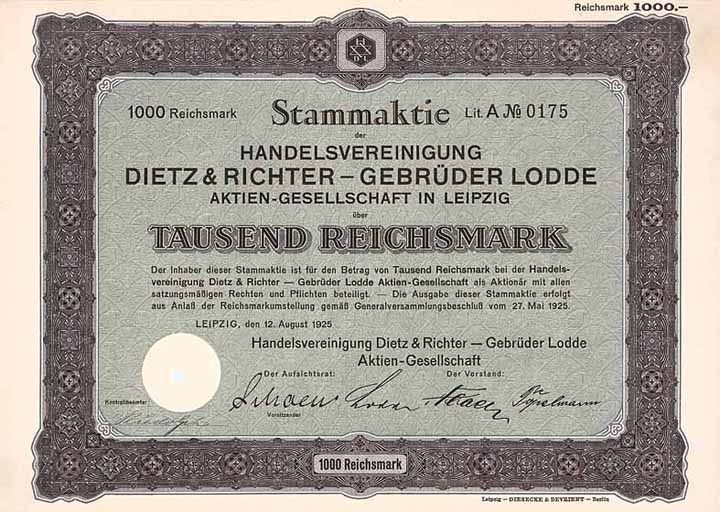 Reichsmark 1000.–
1000 Reichsmark Stammaktie Lit. A № 0175
der
HANDELSVEREINIGUNG
DIETZ & RICHTER – GEBRÜDER LODDE
AKTIEN-GESELLSCHAFT IN LEIPZIG
über
TAUSEND REICHSMARK
Der Inhaber dieser Stammaktie ist für den Betrag von Tausend Reichsmark bei der Handels-
vereinigung Dietz & Richter — Gebrüder Lodde Aktien-Gesellschaft als Aktionär mit allen
satzungsmäßigen Rechten und Pflichten beteiligt. — Die Ausgabe dieser Stammaktie erfolgt
aus Anlaß der Reichsmarkumstellung gemäß Generalversammlungsbeschluß vom 27. Mai 1925.
LEIPZIG, den 12. August 1925
Handelsvereinigung Dietz & Richter — Gebrüder Lodde
Aktien-Gesellschaft
Der Aufsichtsrat: Der Vorstand:
Kontrollbeamter:
Vorsitzender
1000 Reichsmark
Leipzig — GIESECKE & DEVRIENT — Berlin